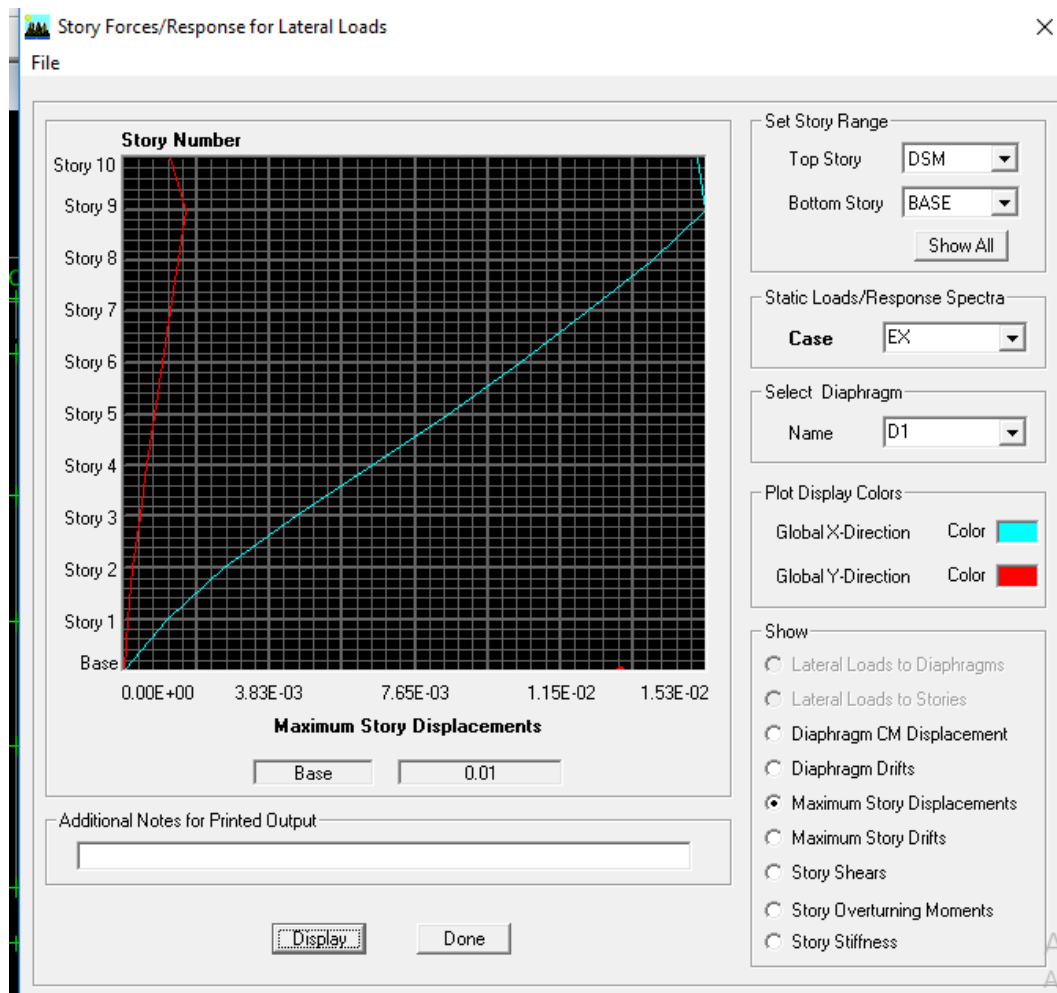 Story Forces/Response for Lateral Loads
File
Story Number
Story 10
Story 9
Story 8
Story 7
Story 6
Story 5
Story 4
Story 3
Story 2
Story 1
Base
0.00E+00 3.83E-03 7.65E-03 1.15E-02 1.53E-02
Maximum Story Displacements
Base 0.01
Additional Notes for Printed Output
Display Done
Set Story Range
Top Story DSM
Bottom Story BASE
Show All
Static Loads/Response Spectra
Case EX
Select Diaphragm
Name D1
Plot Display Colors
Global X-Direction Color
Global Y-Direction Color
Show
Lateral Loads to Diaphragms
Lateral Loads to Stories
Diaphragm CM Displacement
Diaphragm Drifts
Maximum Story Displacements
Maximum Story Drifts
Story Shears
Story Overturning Moments
Story Stiffness